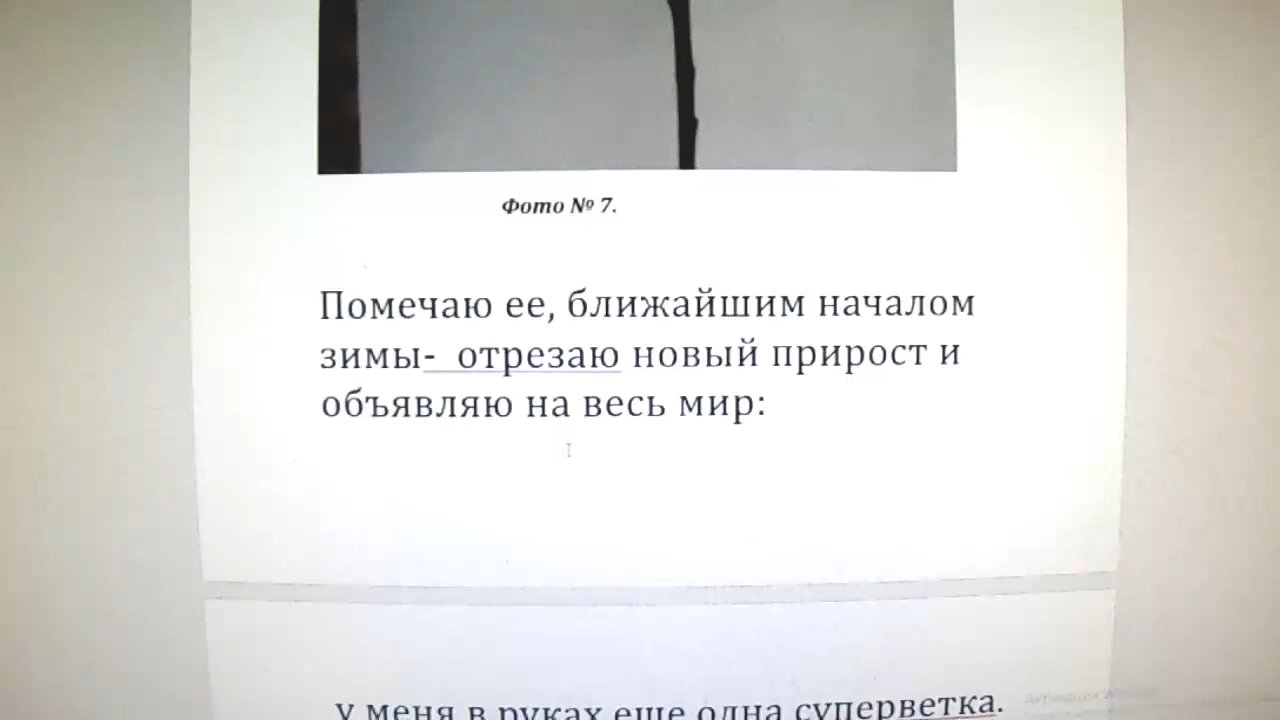 Фото № 7.
Помечаю ее, ближайшим началом
зимы- отрезаю новый прирост и
объявляю на весь мир:
у меня в руках еще одна суперветка.